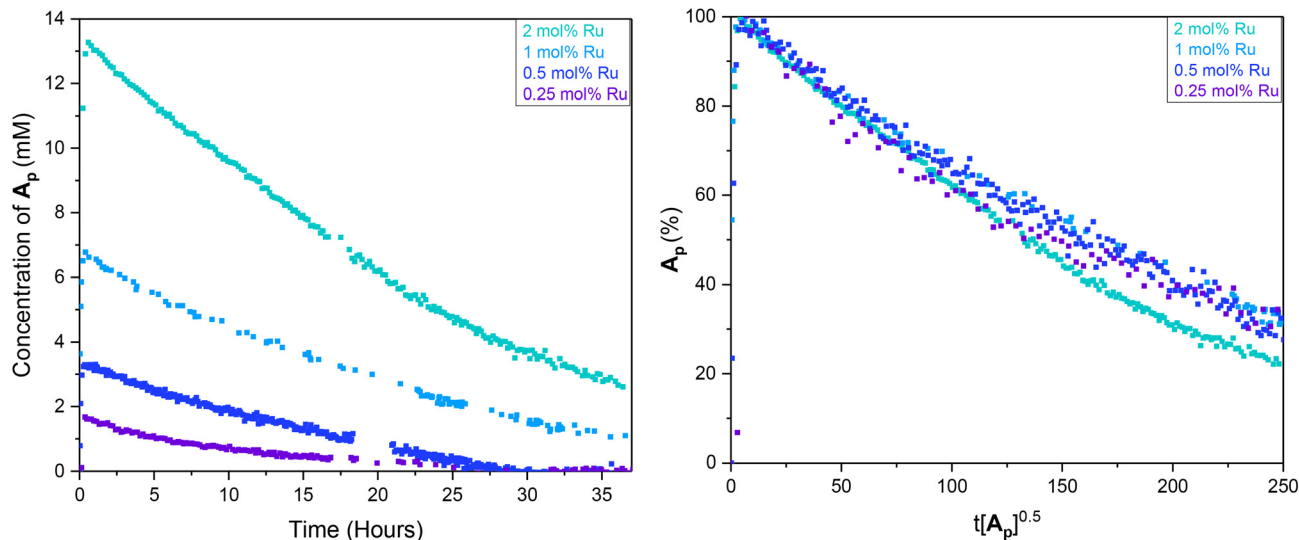 14
12
10
8
6
4
2
0
Concentration of Aₚ (mM)
2 mol% Ru
1 mol% Ru
0.5 mol% Ru
0.25 mol% Ru
0 5 10 15 20 25 30 35
Time (Hours)
100
80
60
40
20
0
Aₚ (%)
2 mol% Ru
1 mol% Ru
0.5 mol% Ru
0.25 mol% Ru
0 50 100 150 200 250
t[Aₚ]⁰·⁵